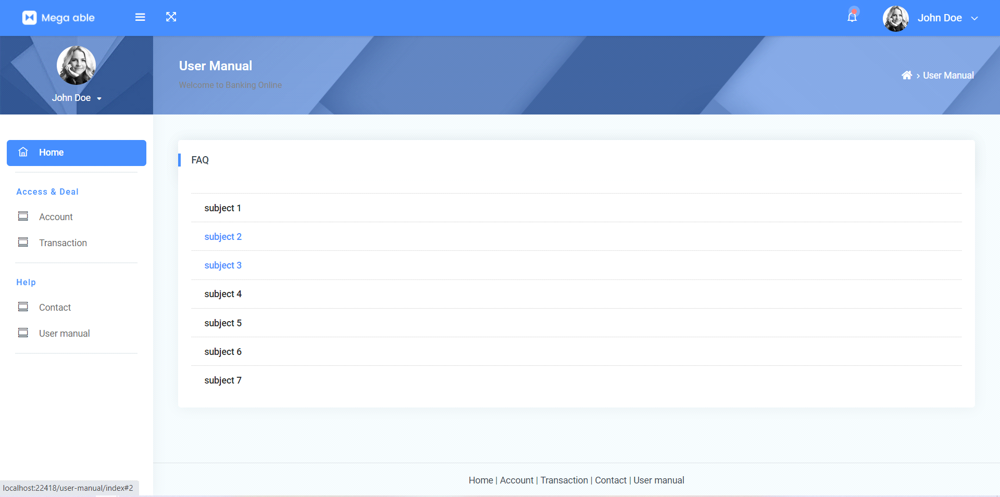 Mega able
John Doe
John Doe
User Manual
Welcome to Banking Online
› User Manual
Home
Access & Deal
Account
Transaction
Help
Contact
User manual
FAQ
subject 1
subject 2
subject 3
subject 4
subject 5
subject 6
subject 7
Home | Account | Transaction | Contact | User manual
localhost:22418/user-manual/index#2